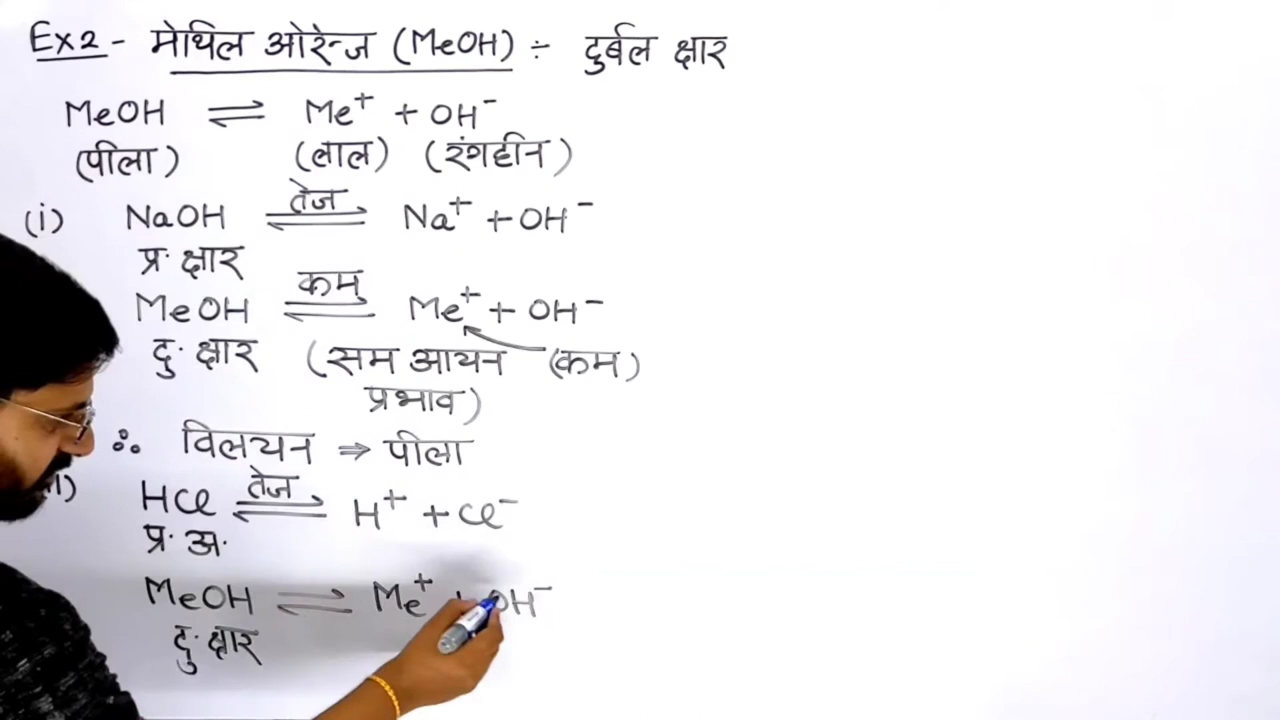 Ex2 - मेथिल ओरेन्ज (MeOH) ÷ दुर्बल क्षार
MeOH ⇌ Me⁺ + OH⁻
(पीला) (लाल) (रंगहीन)
(i) NaOH ⇌ Na⁺ + OH⁻
तेज
प्र. क्षार
MeOH ⇌ Me⁺ + OH⁻
कम
दु. क्षार (सम आयन (कम)
प्रभाव)
∴ विलयन ⇒ पीला
HCl ⇌ H⁺ + Cl⁻
तेज
प्र. अ.
MeOH ⇌ Me⁺ + OH⁻
दु. क्षार